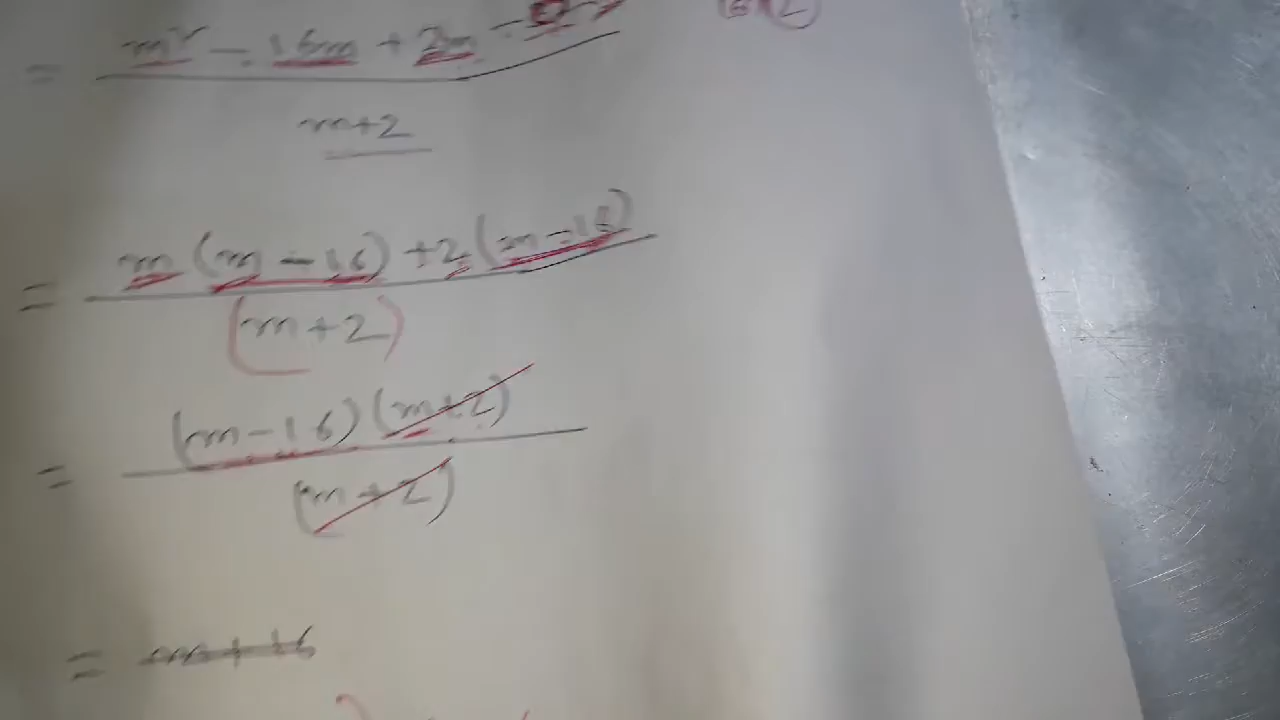 = m² - 16m + 2m -
m+2
= m (m - 16) + 2 (m - 16)
(m + 2)
= (m - 16) (m + 2)
(m + 2)
= m + 16